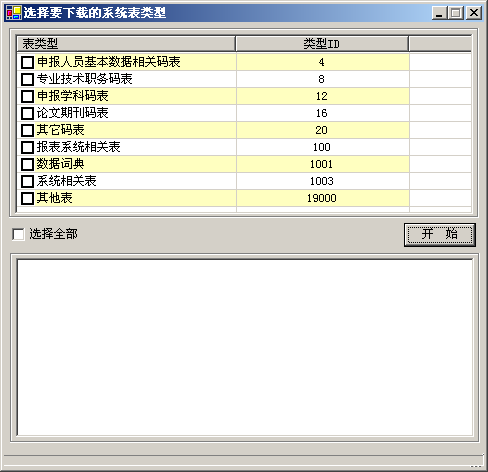 选择要下载的系统表类型
表类型 类型ID
申报人员基本数据相关码表 4
专业技术职务码表 8
申报学科码表 12
论文期刊码表 16
其它码表 20
报表系统相关表 100
数据词典 1001
系统相关表 1003
其他表 19000
选择全部 开 始